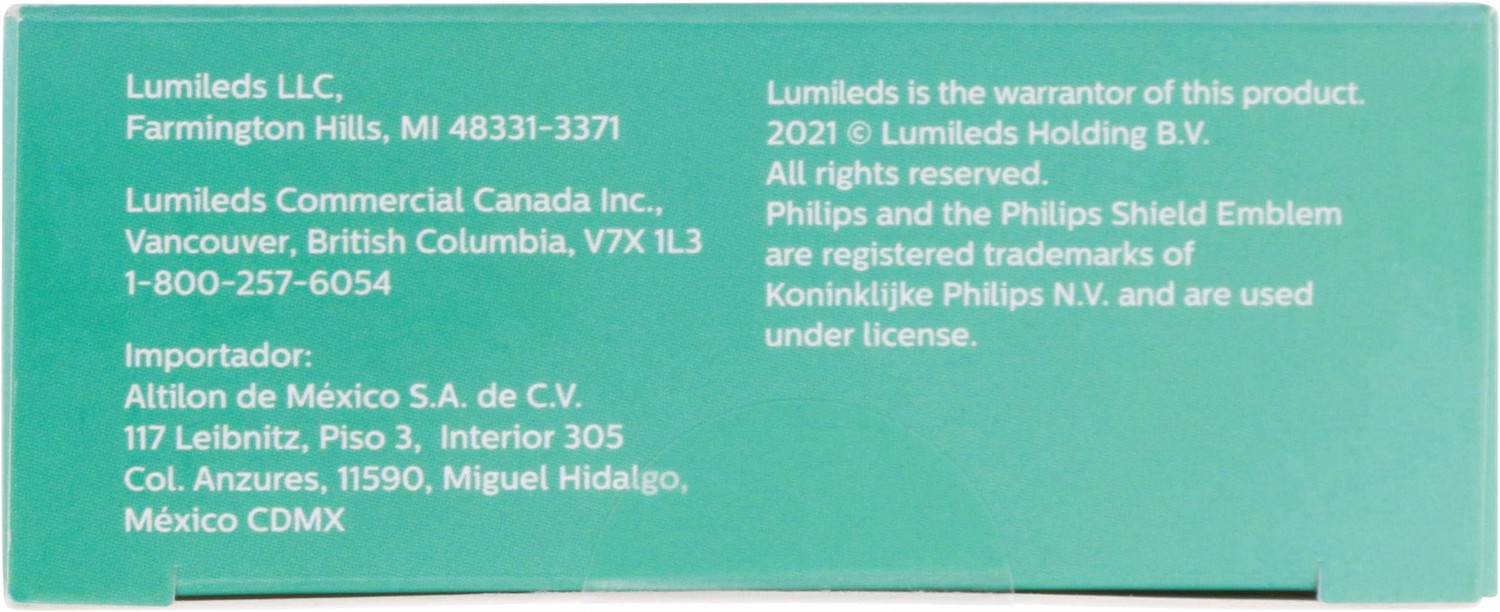 Lumileds LLC,
Farmington Hills, MI 48331-3371
Lumileds Commercial Canada Inc.,
Vancouver, British Columbia, V7X 1L3
1-800-257-6054
Importador:
Altilon de México S.A. de C.V.
117 Leibnitz, Piso 3,  Interior 305
Col. Anzures, 11590, Miguel Hidalgo,
México CDMX
Lumileds is the warrantor of this product.
2021 © Lumileds Holding B.V.
All rights reserved.
Philips and the Philips Shield Emblem
are registered trademarks of
Koninklijke Philips N.V. and are used
under license.